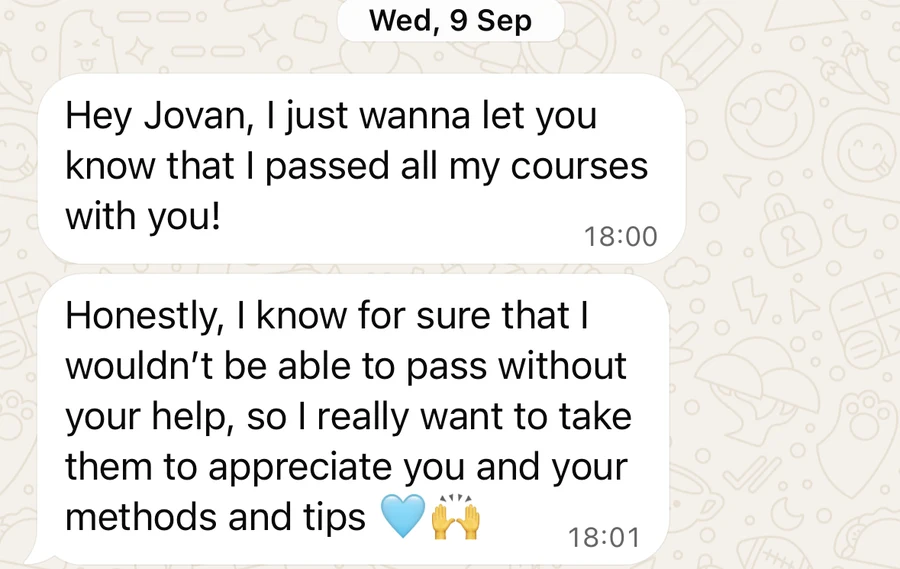 Wed, 9 Sep
Hey Jovan, I just wanna let you
know that I passed all my courses
with you!
18:00
Honestly, I know for sure that I
wouldn’t be able to pass without
your help, so I really want to take
them to appreciate you and your
methods and tips 🩵🙌
18:01